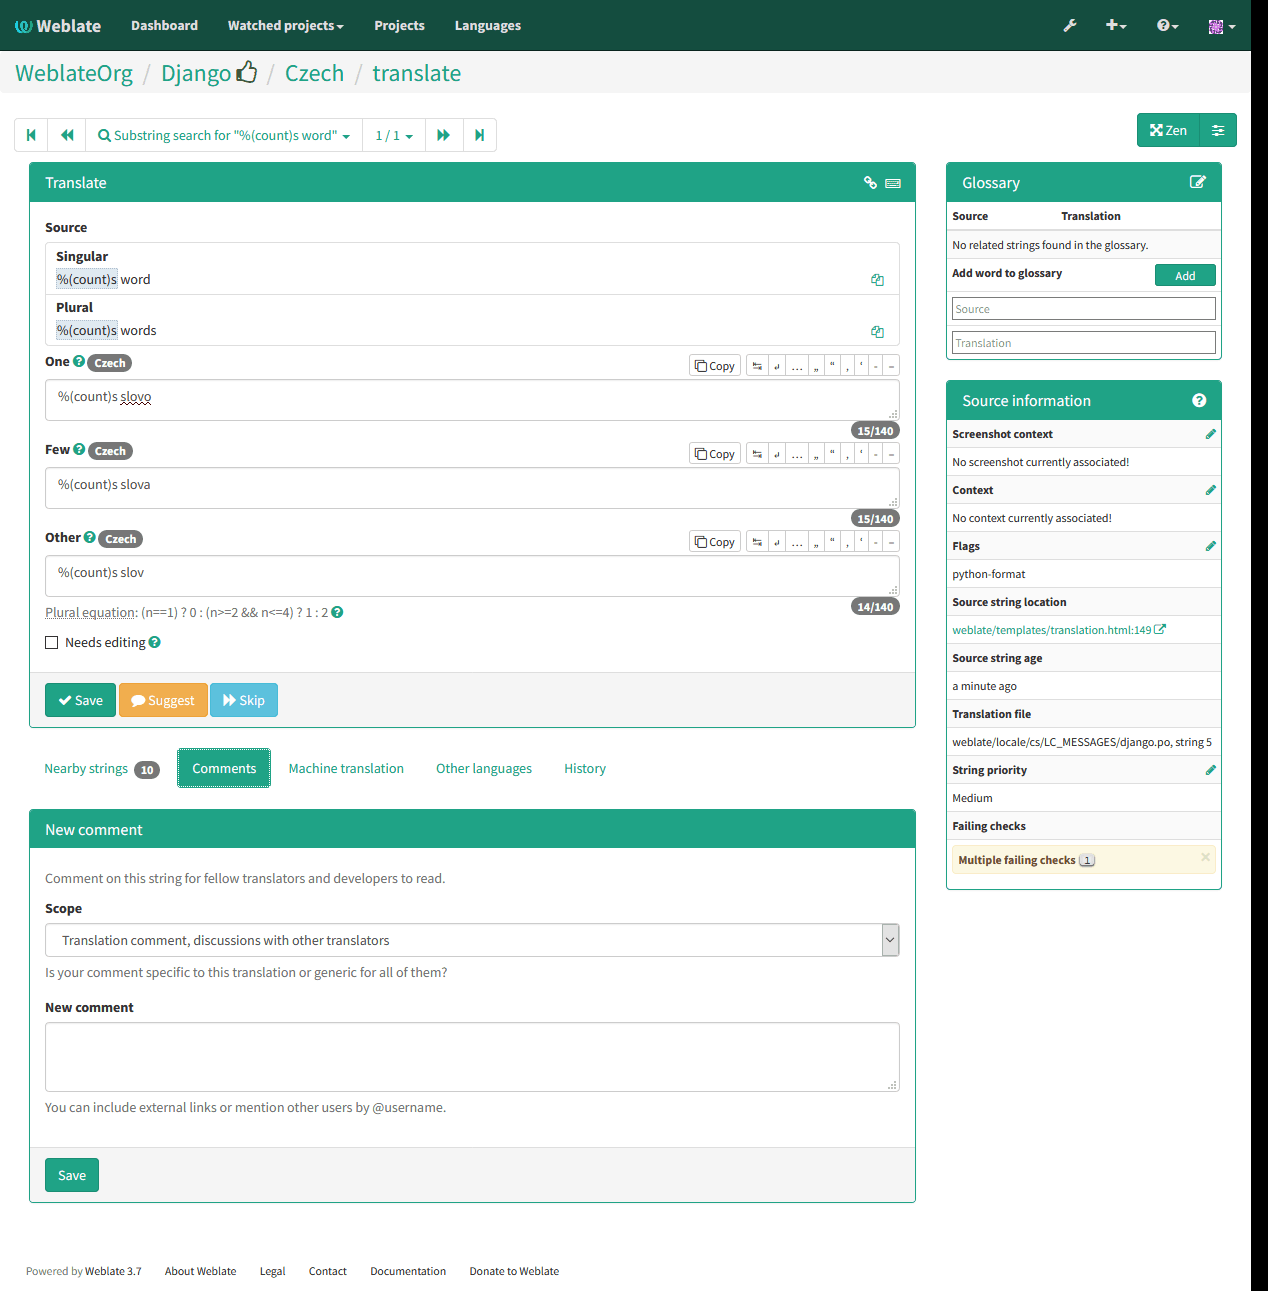 Weblate Dashboard Watched projects Projects Languages
WeblateOrg / Django / Czech / translate
Substring search for "%(count)s word" 1 / 1 Zen
Translate
Source
Singular
%(count)s word
Plural
%(count)s words
One Czech Copy … „ “ ‚ ‘ - –
%(count)s slovo
15/140
Few Czech Copy … „ “ ‚ ‘ - –
%(count)s slova
15/140
Other Czech Copy … „ “ ‚ ‘ - –
%(count)s slov
14/140
Plural equation: (n==1) ? 0 : (n>=2 && n<=4) ? 1 : 2
Needs editing
Save Suggest Skip
Nearby strings 10 Comments Machine translation Other languages History
New comment
Comment on this string for fellow translators and developers to read.
Scope
Translation comment, discussions with other translators
Is your comment specific to this translation or generic for all of them?
New comment
You can include external links or mention other users by @username.
Save
Glossary
Source Translation
No related strings found in the glossary.
Add word to glossary Add
Source
Translation
Source information
Screenshot context
No screenshot currently associated!
Context
No context currently associated!
Flags
python-format
Source string location
weblate/templates/translation.html:149
Source string age
a minute ago
Translation file
weblate/locale/cs/LC_MESSAGES/django.po, string 5
String priority
Medium
Failing checks
Multiple failing checks 1 ×
Powered by Weblate 3.7 About Weblate Legal Contact Documentation Donate to Weblate